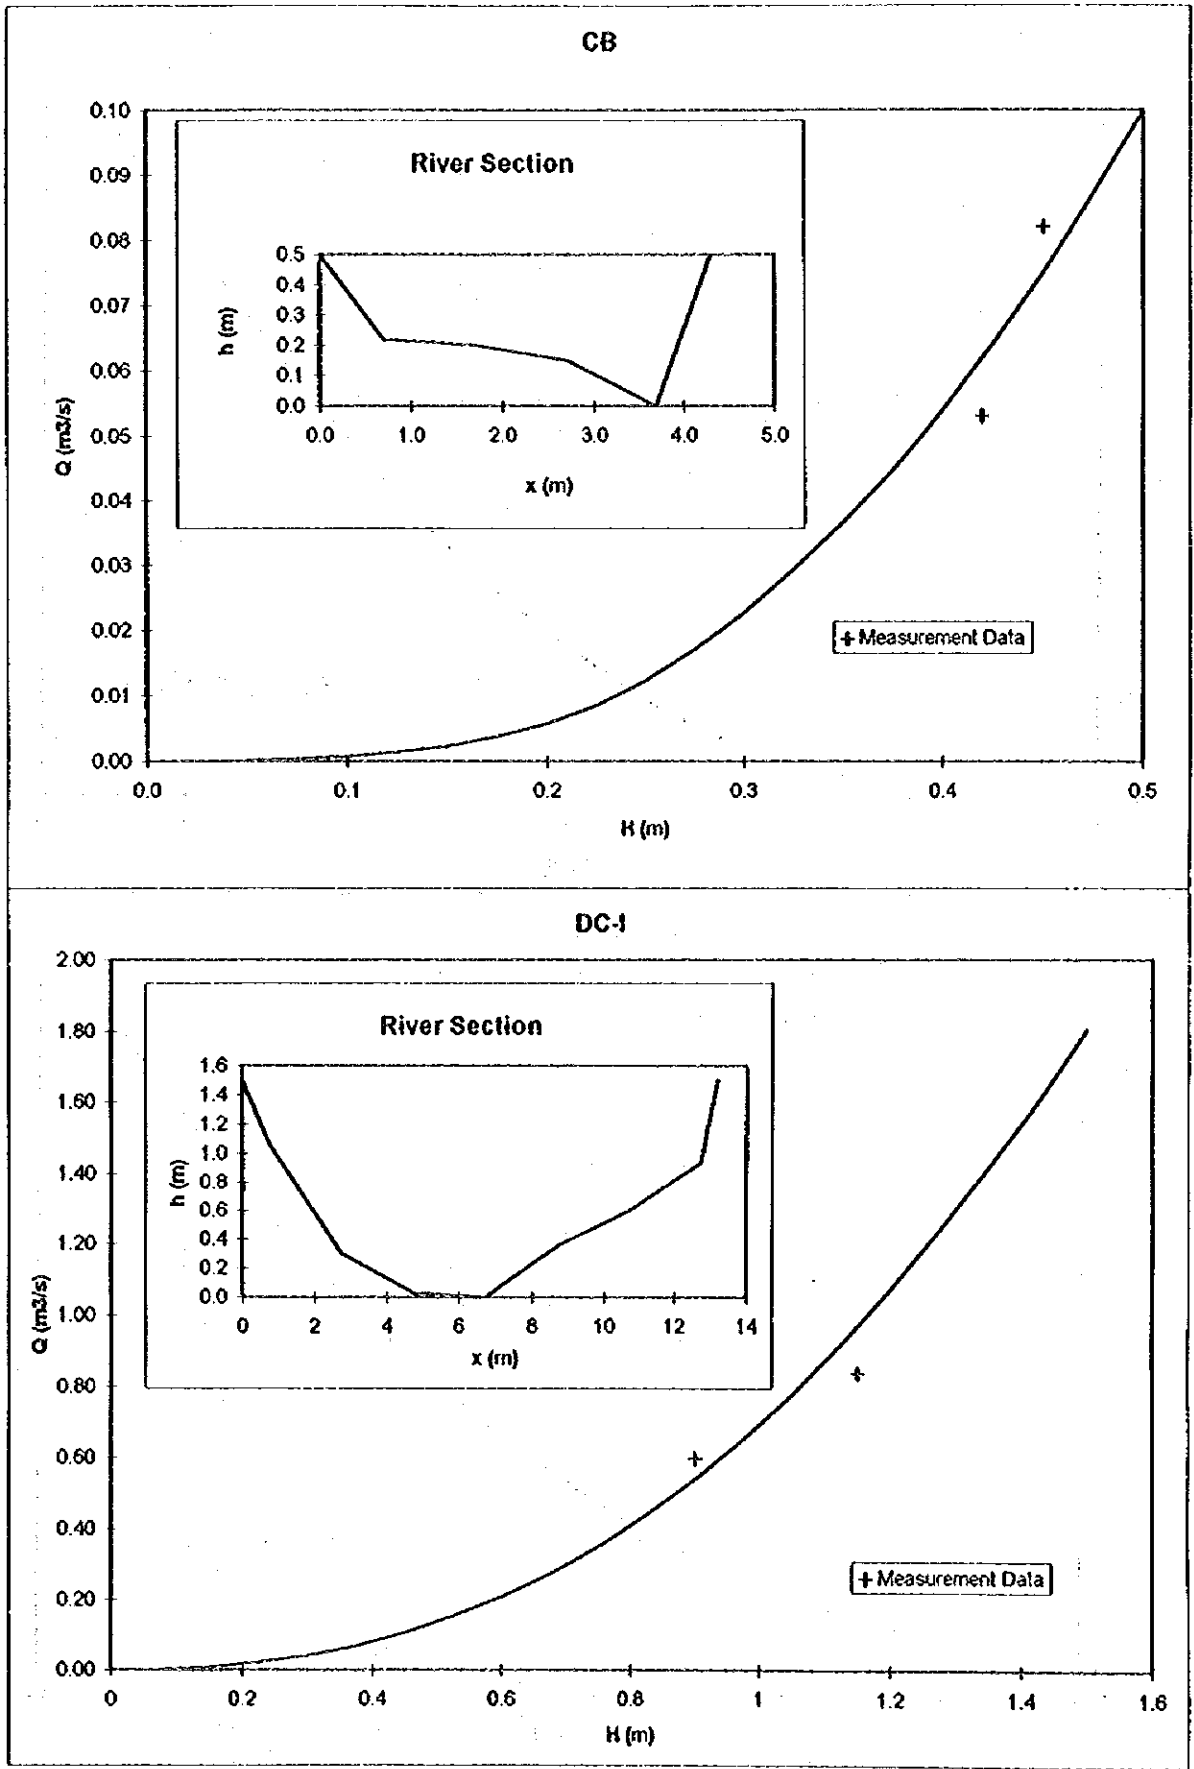 CB
0.10
0.09
0.08
0.07
0.06
0.05
0.04
0.03
0.02
0.01
0.00
Q (m3/s)
River Section
0.5
0.4
0.3
0.2
0.1
0.0
h (m)
0.0 1.0 2.0 3.0 4.0 5.0
x (m)
+ Measurement Data
0.0 0.1 0.2 0.3 0.4 0.5
H (m)
DC-I
2.00
1.80
1.60
1.40
1.20
1.00
0.80
0.60
0.40
0.20
0.00
Q (m3/s)
River Section
1.6
1.4
1.2
1.0
0.8
0.6
0.4
0.2
0.0
h (m)
0 2 4 6 8 10 12 14
x (m)
+ Measurement Data
0 0.2 0.4 0.6 0.8 1 1.2 1.4 1.6
H (m)